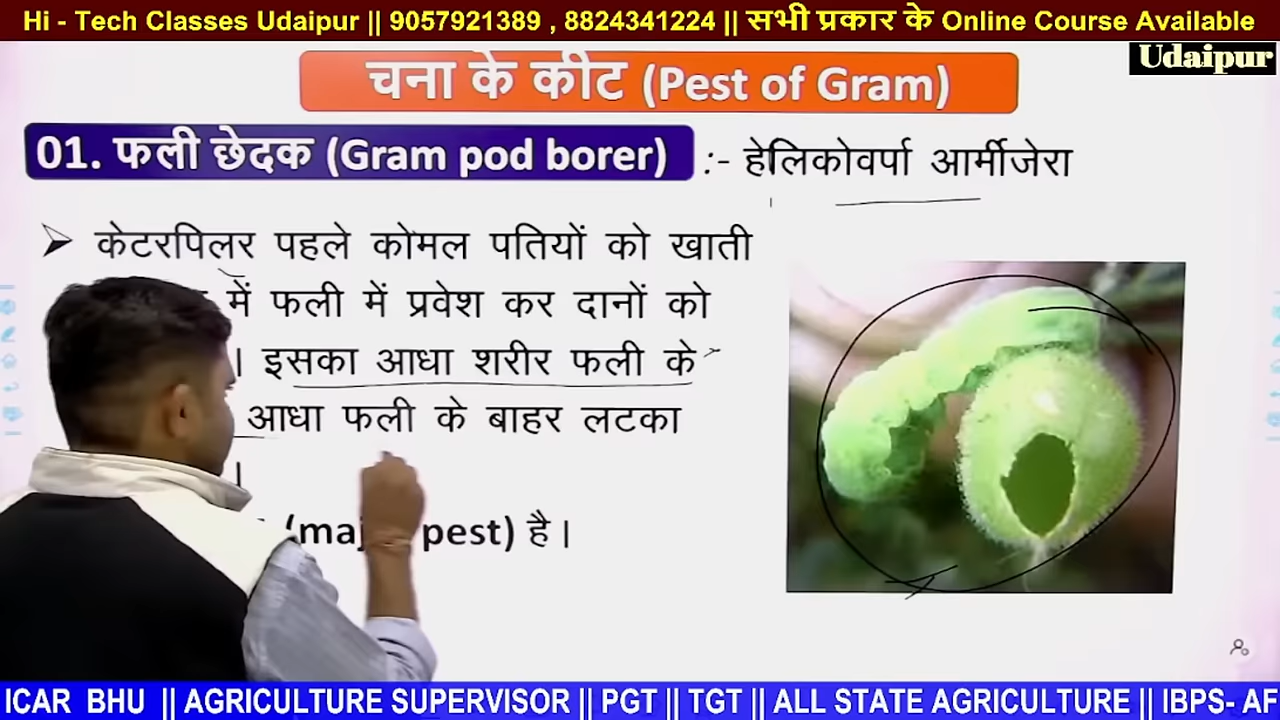 Hi - Tech Classes Udaipur || 9057921389 , 8824341224 || सभी प्रकार के Online Course Available
Udaipur
चना के कीट (Pest of Gram)
01. फली छेदक (Gram pod borer) :- हेलिकोवर्पा आर्मीजेरा
केटरपिलर पहले कोमल पतियों को खाती
में फली में प्रवेश कर दानों को
। इसका आधा शरीर फली के
आधा फली के बाहर लटका
।
(maj pest) है।
ICAR BHU || AGRICULTURE SUPERVISOR || PGT || TGT || ALL STATE AGRICULTURE || IBPS- AF